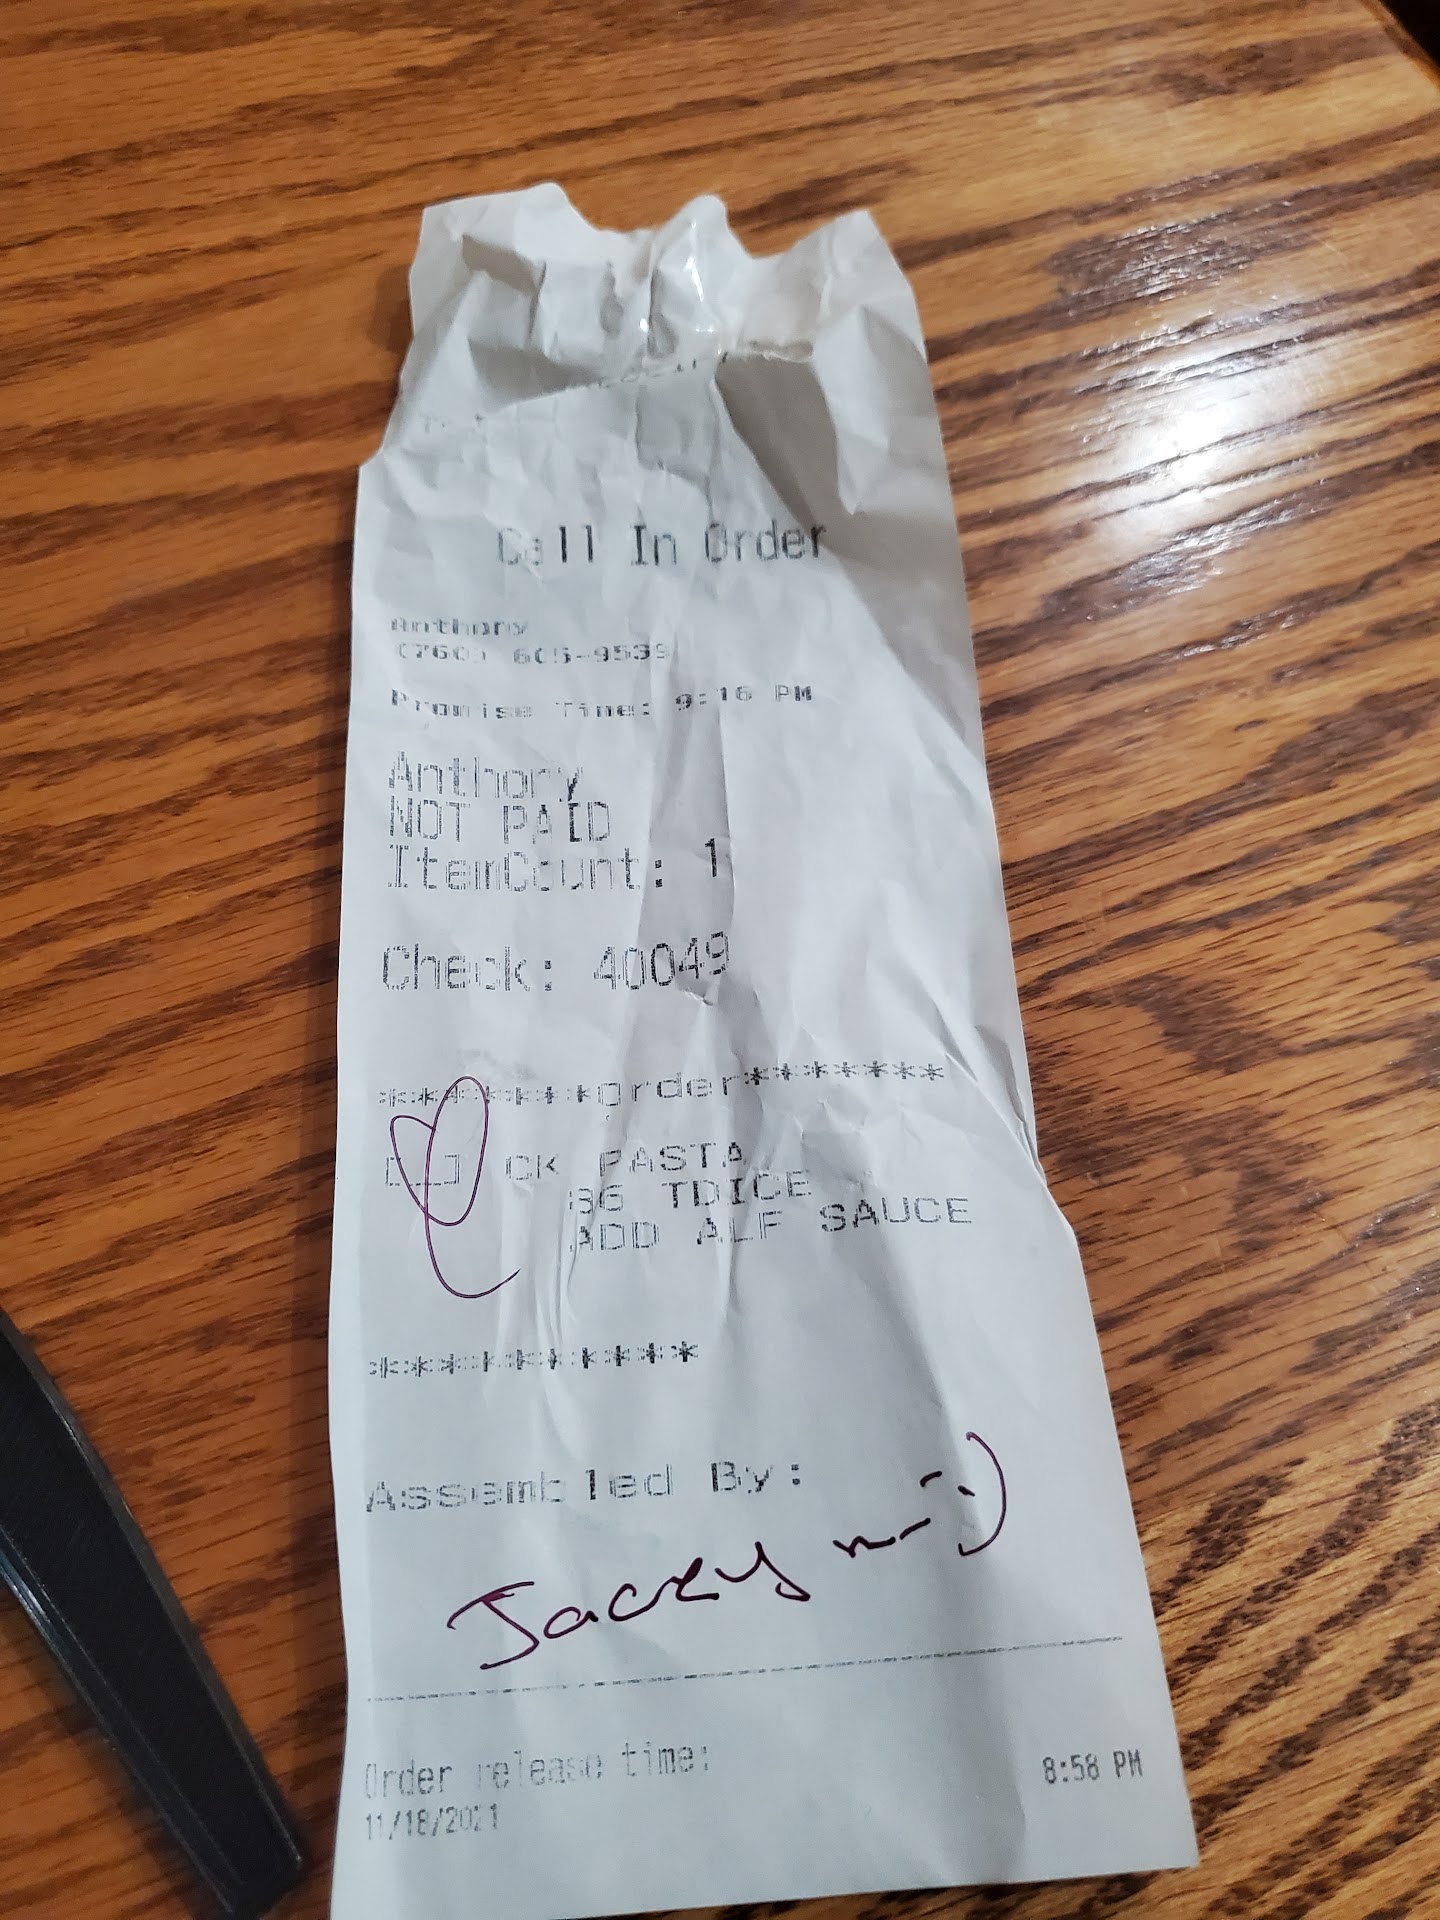 Call In Order
Anthony
(760) 605-9539
Promise Time: 9:16 PM
Anthony
NOT PAID
ItemCount: 1
Check: 40049
********Order*******
[__] CK PASTA
86 TDICE
ADD ALF SAUCE
***********
Assembled By:
Jackey :)
Order release time: 8:58 PM
11/18/2021